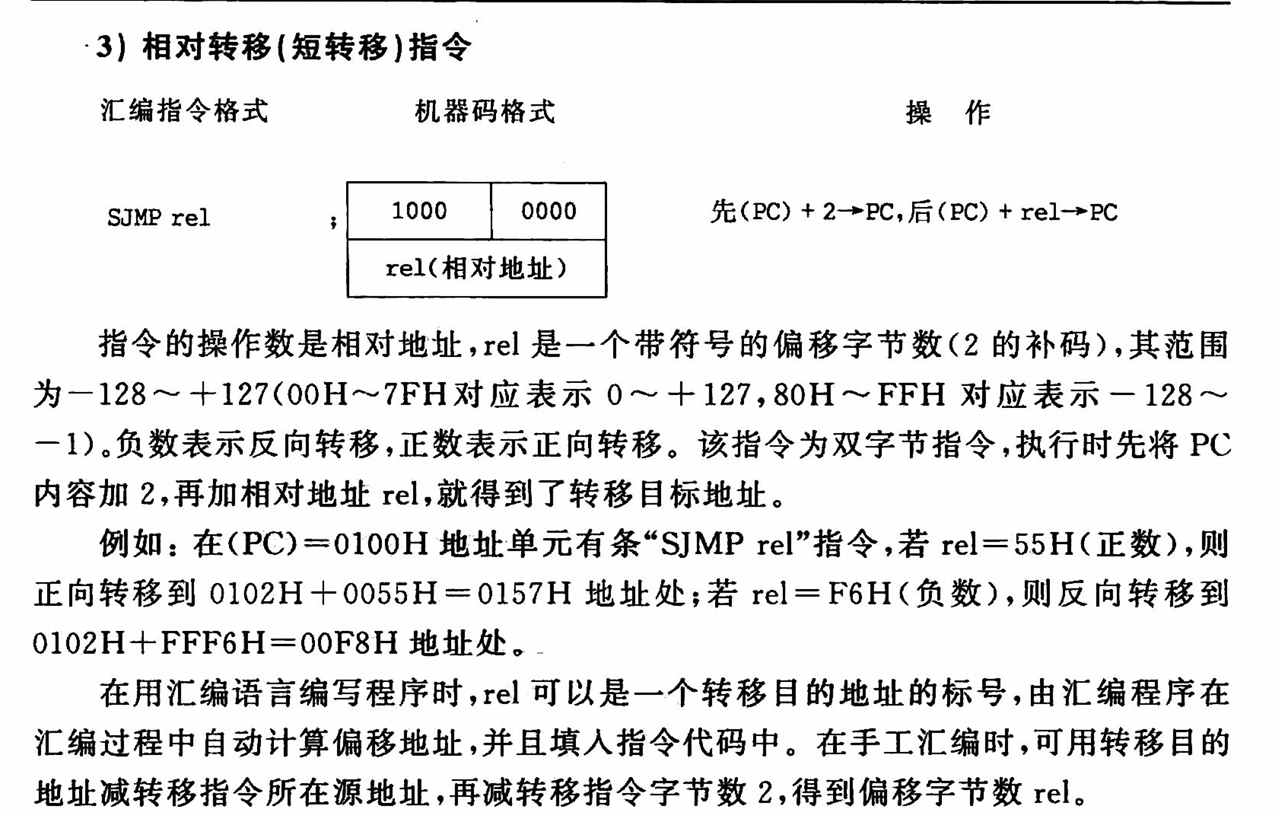 3) 相对转移(短转移)指令
汇编指令格式 机器码格式 操 作
SJMP rel ; 1000 0000 先(PC)+2→PC,后(PC)+rel→PC
rel(相对地址)
指令的操作数是相对地址,rel 是一个带符号的偏移字节数(2 的补码),其范围
为－128～＋127(00H～7FH对应表示 0～＋127,80H～FFH 对应表示－128～
－1)。负数表示反向转移,正数表示正向转移。该指令为双字节指令,执行时先将 PC
内容加 2,再加相对地址 rel,就得到了转移目标地址。
例如：在(PC)＝0100H 地址单元有条“SJMP rel”指令,若 rel＝55H(正数),则
正向转移到 0102H＋0055H＝0157H 地址处;若 rel＝F6H(负数),则反向转移到
0102H＋FFF6H＝00F8H 地址处。
在用汇编语言编写程序时,rel 可以是一个转移目的地址的标号,由汇编程序在
汇编过程中自动计算偏移地址,并且填入指令代码中。在手工汇编时,可用转移目的
地址减转移指令所在源地址,再减转移指令字节数 2,得到偏移字节数 rel。